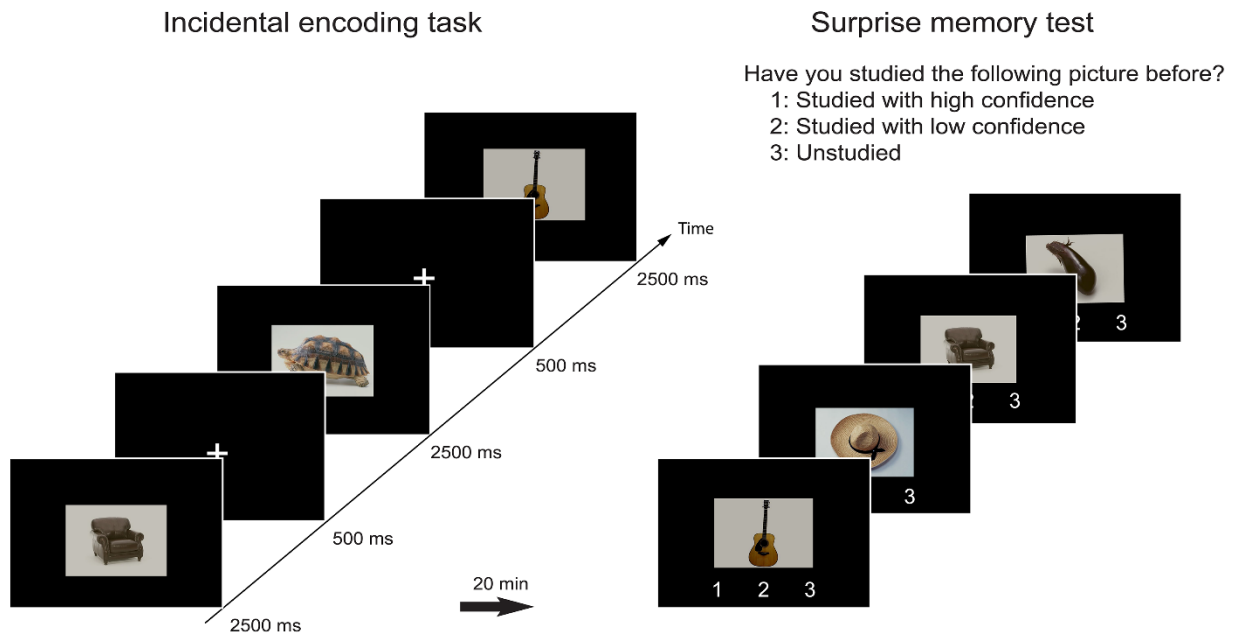 Incidental encoding task
Surprise memory test
Have you studied the following picture before?
1: Studied with high confidence
2: Studied with low confidence
3: Unstudied
Time
2500 ms
500 ms
2500 ms
500 ms
2500 ms
20 min
2 3
2 3
3
1 2 3